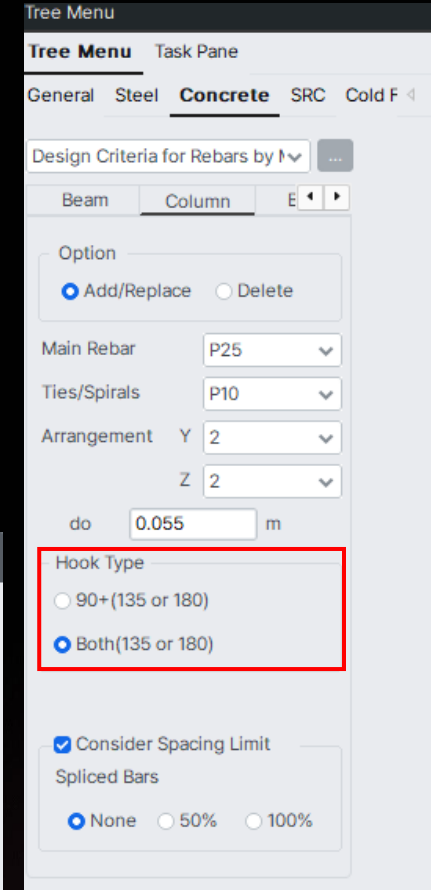 Tree Menu
Tree Menu Task Pane
General Steel Concrete SRC Cold F
Design Criteria for Rebars by M
...
Beam Column
Option
Add/Replace Delete
Main Rebar P25
Ties/Spirals P10
Arrangement Y 2
Z 2
do 0.055 m
Hook Type
90+(135 or 180)
Both(135 or 180)
Consider Spacing Limit
Spliced Bars
None 50% 100%